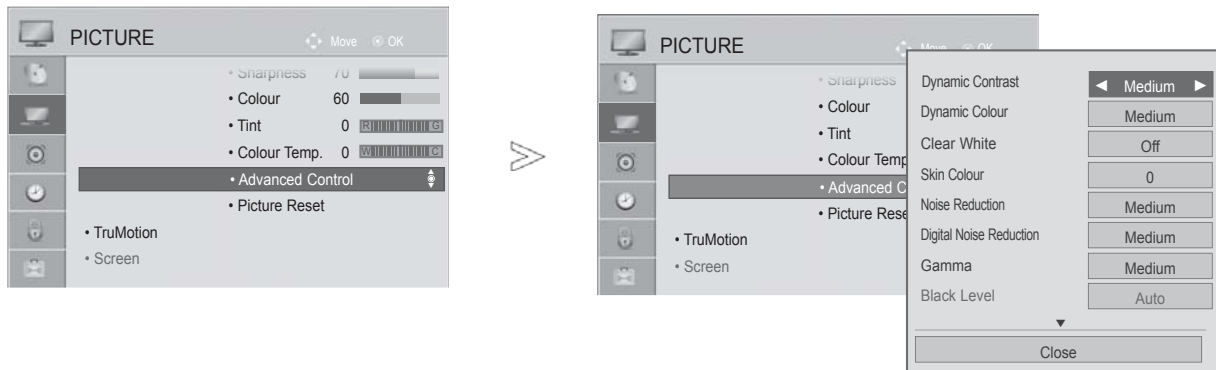 PICTURE
Move OK
• Sharpness 70
• Colour 60
• Tint 0 R G
• Colour Temp. 0 W C
• Advanced Control
• Picture Reset
• TruMotion
• Screen
PICTURE
Move OK
• Sharpness
• Colour
• Tint
• Colour Temp
• Advanced C
• Picture Rese
• TruMotion
• Screen
Dynamic Contrast ◀ Medium ▶
Dynamic Colour Medium
Clear White Off
Skin Colour 0
Noise Reduction Medium
Digital Noise Reduction Medium
Gamma Medium
Black Level Auto
▼
Close